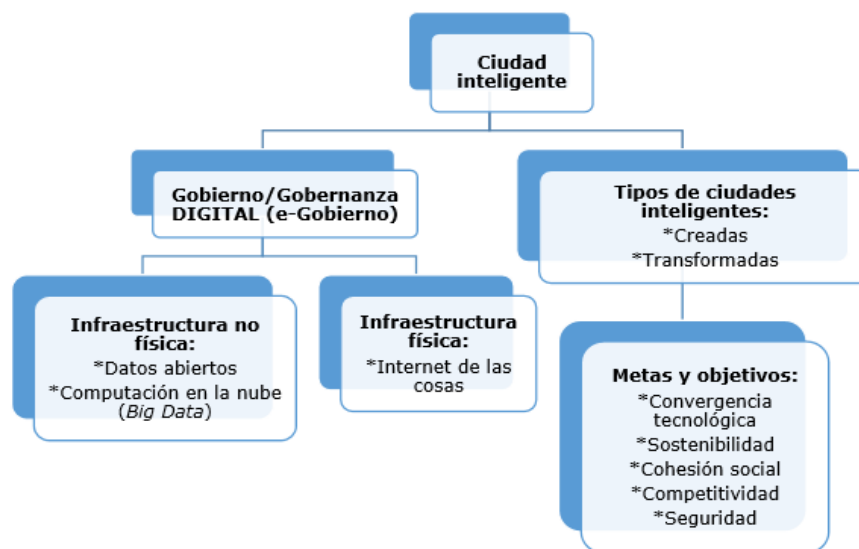 Ciudad
inteligente
Gobierno/Gobernanza
DIGITAL (e-Gobierno)
Tipos de ciudades
inteligentes:
*Creadas
*Transformadas
Infraestructura no
física:
*Datos abiertos
*Computación en la nube
(Big Data)
Infraestructura
física:
*Internet de las
cosas
Metas y objetivos:
*Convergencia
tecnológica
*Sostenibilidad
*Cohesión social
*Competitividad
*Seguridad